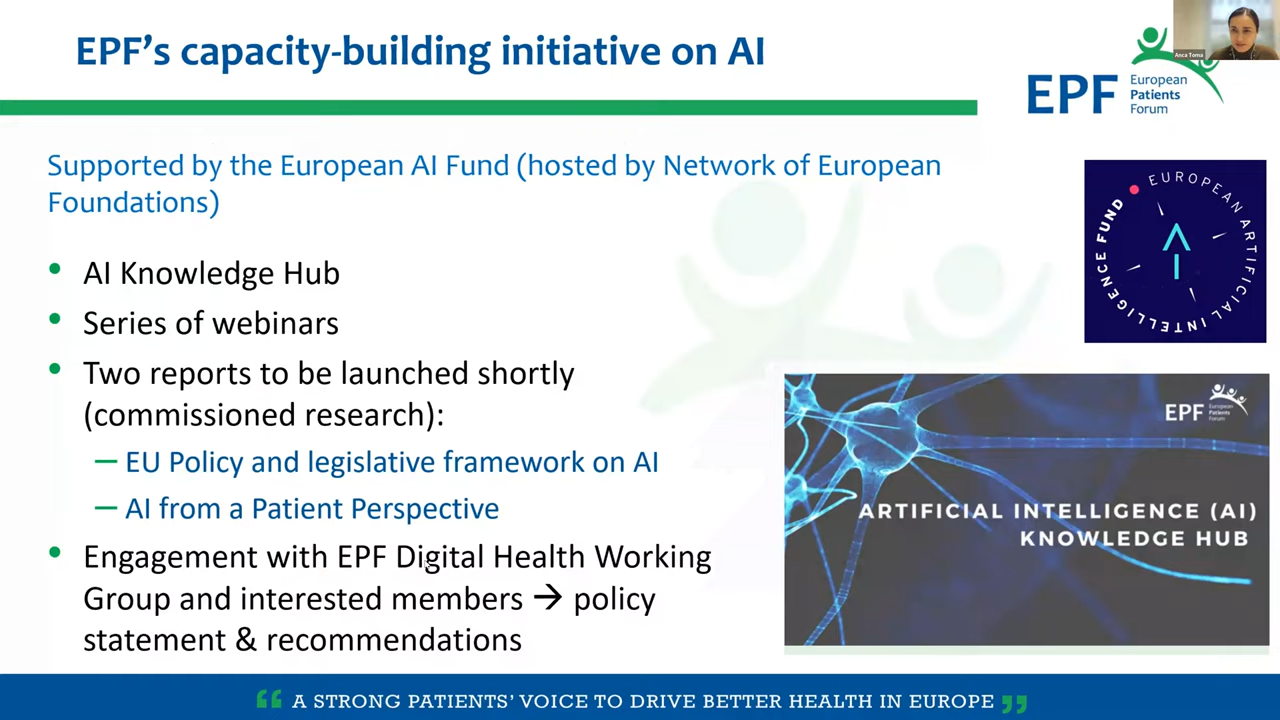 EPF's capacity-building initiative on AI
Anca Toma
EPF
European
Patients
Forum
Supported by the European AI Fund (hosted by Network of European
Foundations)
EUROPEAN ARTIFICIAL INTELLIGENCE FUND
AI
• AI Knowledge Hub
• Series of webinars
• Two reports to be launched shortly
(commissioned research):
– EU Policy and legislative framework on AI
– AI from a Patient Perspective
• Engagement with EPF Digital Health Working
Group and interested members → policy
statement & recommendations
EPF
European
Patients
Forum
ARTIFICIAL INTELLIGENCE (AI)
KNOWLEDGE HUB
“ A STRONG PATIENTS' VOICE TO DRIVE BETTER HEALTH IN EUROPE ”